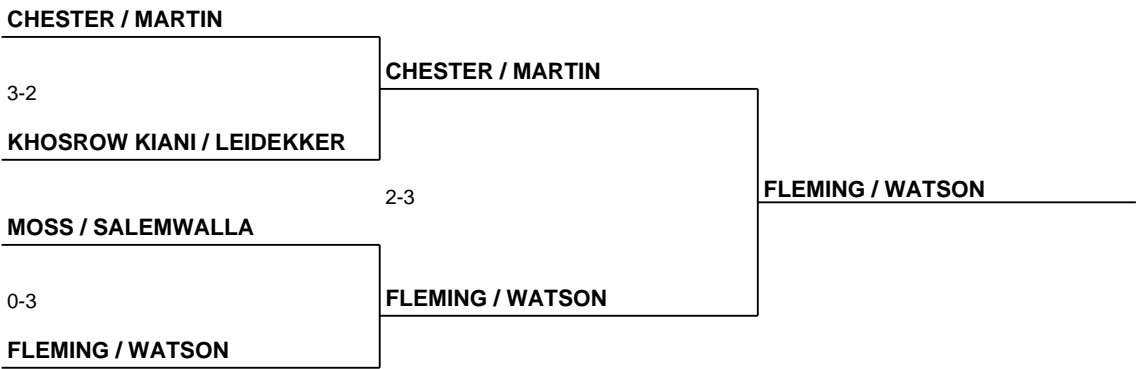 CHESTER / MARTIN
3-2
KHOSROW KIANI / LEIDEKKER
MOSS / SALEMWALLA
0-3
FLEMING / WATSON
CHESTER / MARTIN
2-3
FLEMING / WATSON
FLEMING / WATSON